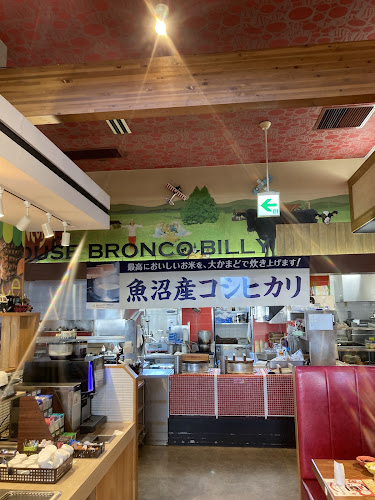 OUSE BRONCO BILLY
最高においしいお米を、大かまどで炊き上げます!
魚沼産コシヒカリ